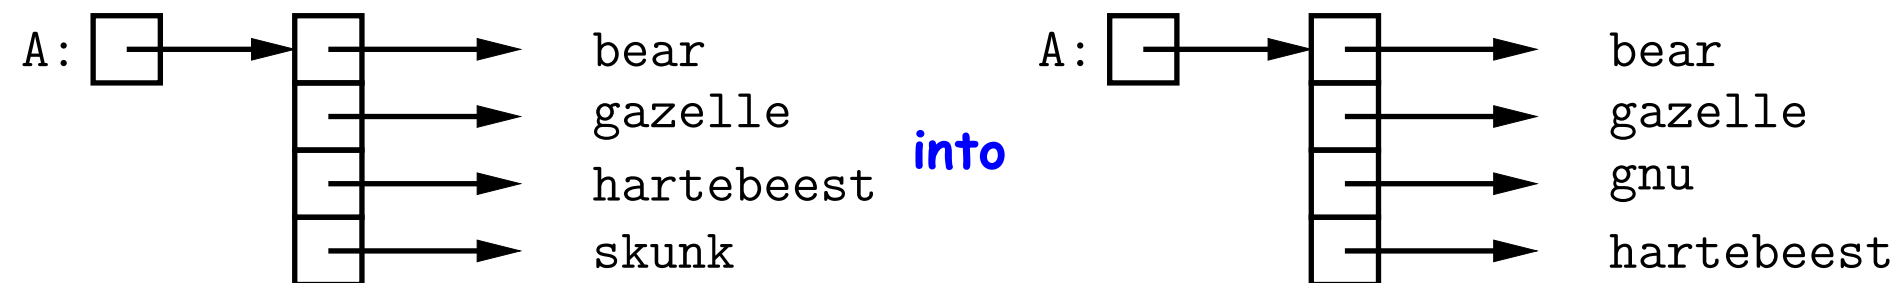 A: bear
gazelle
hartebeest
skunk
into
A: bear
gazelle
gnu
hartebeest